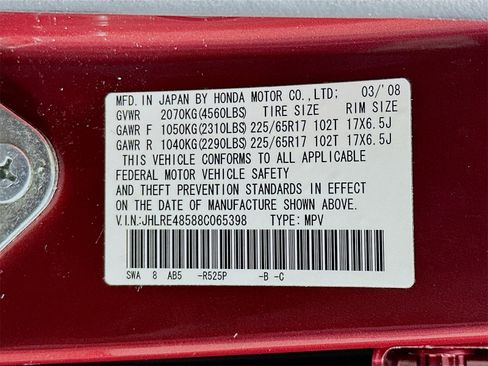 MFD. IN JAPAN BY HONDA MOTOR CO., LTD; 03/'08
GVWR 2070KG(4560LBS) TIRE SIZE RIM SIZE
GAWR F 1050KG(2310LBS) 225/65R17 102T 17X6.5J
GAWR R 1040KG(2290LBS) 225/65R17 102T 17X6.5J
THIS VEHICLE CONFORMS TO ALL APPLICABLE
FEDERAL MOTOR VEHICLE SAFETY
AND THEFT PREVENTION STANDARDS IN EFFECT
ON THE DATE OF MANUFACTURE SHOWN ABOVE.
V.I.N:JHLRE48588C065398 TYPE: MPV
SWA 8 AB5 -R525P -B -C